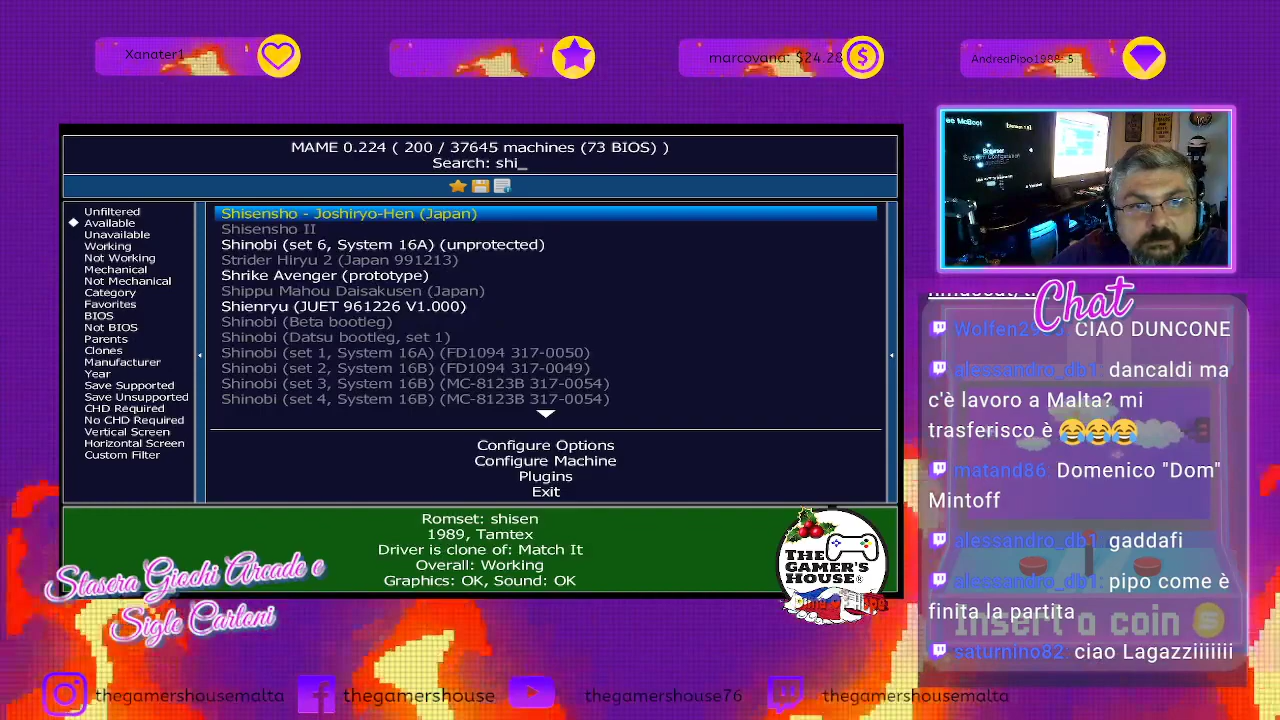 Xanater1
marcovana: $24.28
AndreaPipo1988: 5
MAME 0.224 ( 200 / 37645 machines (73 BIOS) )
Search: shi_
Unfiltered
Available
Unavailable
Working
Not Working
Mechanical
Not Mechanical
Category
Favorites
BIOS
Not BIOS
Parents
Clones
Manufacturer
Year
Save Supported
Save Unsupported
CHD Required
No CHD Required
Vertical Screen
Horizontal Screen
Custom Filter
Shisensho - Joshiryo-Hen (Japan)
Shisensho II
Shinobi (set 6, System 16A) (unprotected)
Strider Hiryu 2 (Japan 991213)
Shrike Avenger (prototype)
Shippu Mahou Daisakusen (Japan)
Shienryu (JUET 961226 V1.000)
Shinobi (Beta bootleg)
Shinobi (Datsu bootleg, set 1)
Shinobi (set 1, System 16A) (FD1094 317-0050)
Shinobi (set 2, System 16B) (FD1094 317-0049)
Shinobi (set 3, System 16B) (MC-8123B 317-0054)
Shinobi (set 4, System 16B) (MC-8123B 317-0054)
Configure Options
Configure Machine
Plugins
Exit
Romset: shisen
1989, Tamtex
Driver is clone of: Match It
Overall: Working
Graphics: OK, Sound: OK
THE
GAMER'S
HOUSE
Stasera Giochi Arcade e
Sigle Cartoni
Chat
CIAO DUNCONE
alessandro_db1: dancaldi ma
c'è lavoro a Malta? mi
trasferisco è 😂😂😂
matand86: Domenico "Dom"
Mintoff
alessandro_db1: gaddafi
alessandro_db1: pipo come è
finita la partita
Insert a coin
saturnino82: ciao Lagazziiiiii
thegamershousemalta
thegamershouse
thegamershouse76
thegamershousemalta